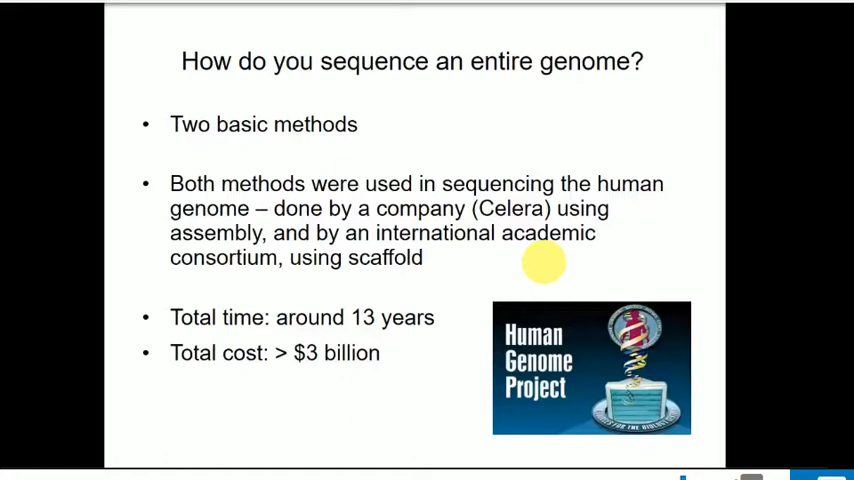 How do you sequence an entire genome?
• Two basic methods
• Both methods were used in sequencing the human
genome – done by a company (Celera) using
assembly, and by an international academic
consortium, using scaffold
• Total time: around 13 years
• Total cost: > $3 billion
Human
Genome
Project